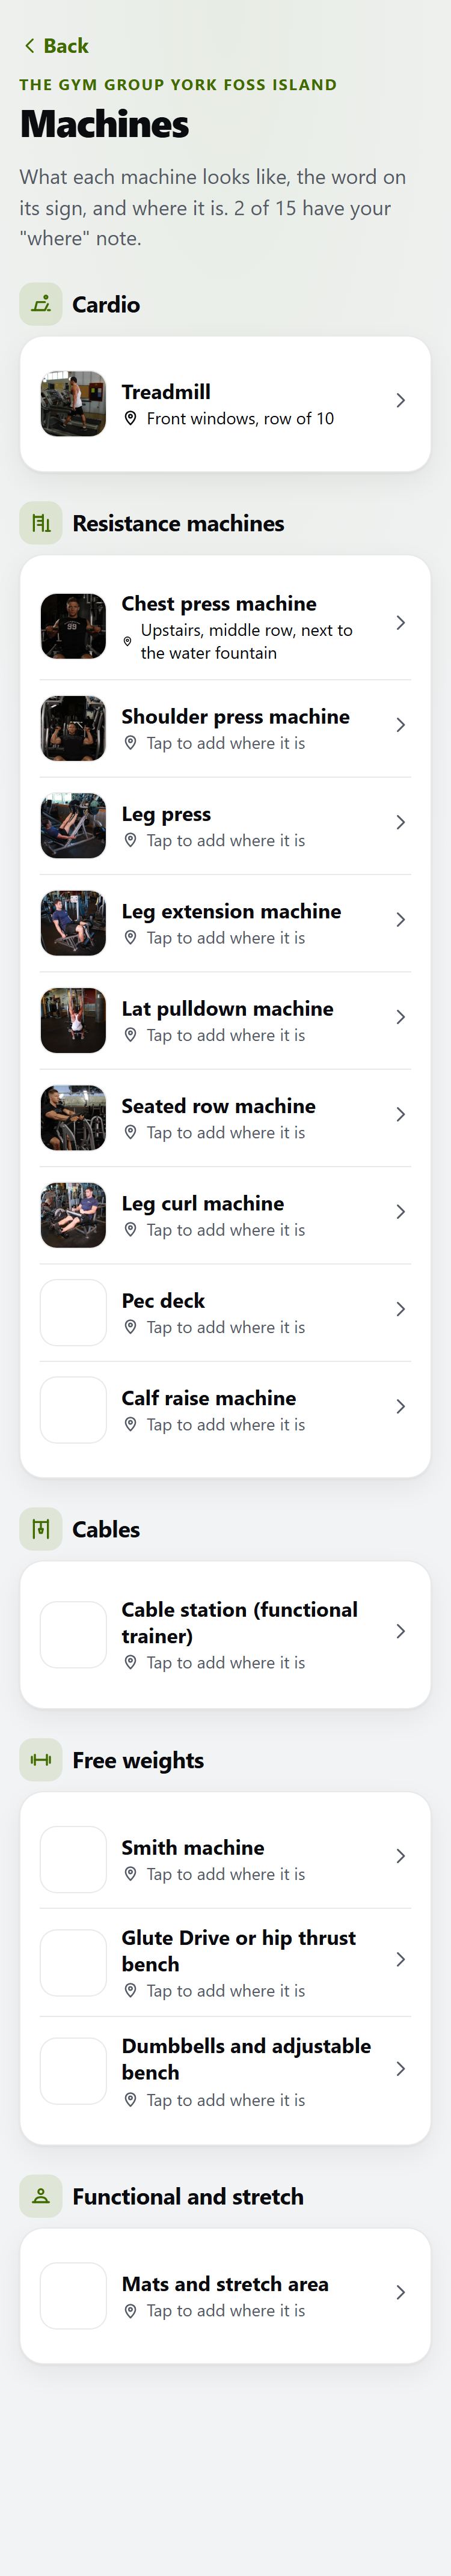 Back
THE GYM GROUP YORK FOSS ISLAND
Machines
What each machine looks like, the word on
its sign, and where it is. 2 of 15 have your
"where" note.
Cardio
Treadmill
Front windows, row of 10
Resistance machines
Chest press machine
Upstairs, middle row, next to
the water fountain
Shoulder press machine
Tap to add where it is
Leg press
Tap to add where it is
Leg extension machine
Tap to add where it is
Lat pulldown machine
Tap to add where it is
Seated row machine
Tap to add where it is
Leg curl machine
Tap to add where it is
Pec deck
Tap to add where it is
Calf raise machine
Tap to add where it is
Cables
Cable station (functional
trainer)
Tap to add where it is
Free weights
Smith machine
Tap to add where it is
Glute Drive or hip thrust
bench
Tap to add where it is
Dumbbells and adjustable
bench
Tap to add where it is
Functional and stretch
Mats and stretch area
Tap to add where it is